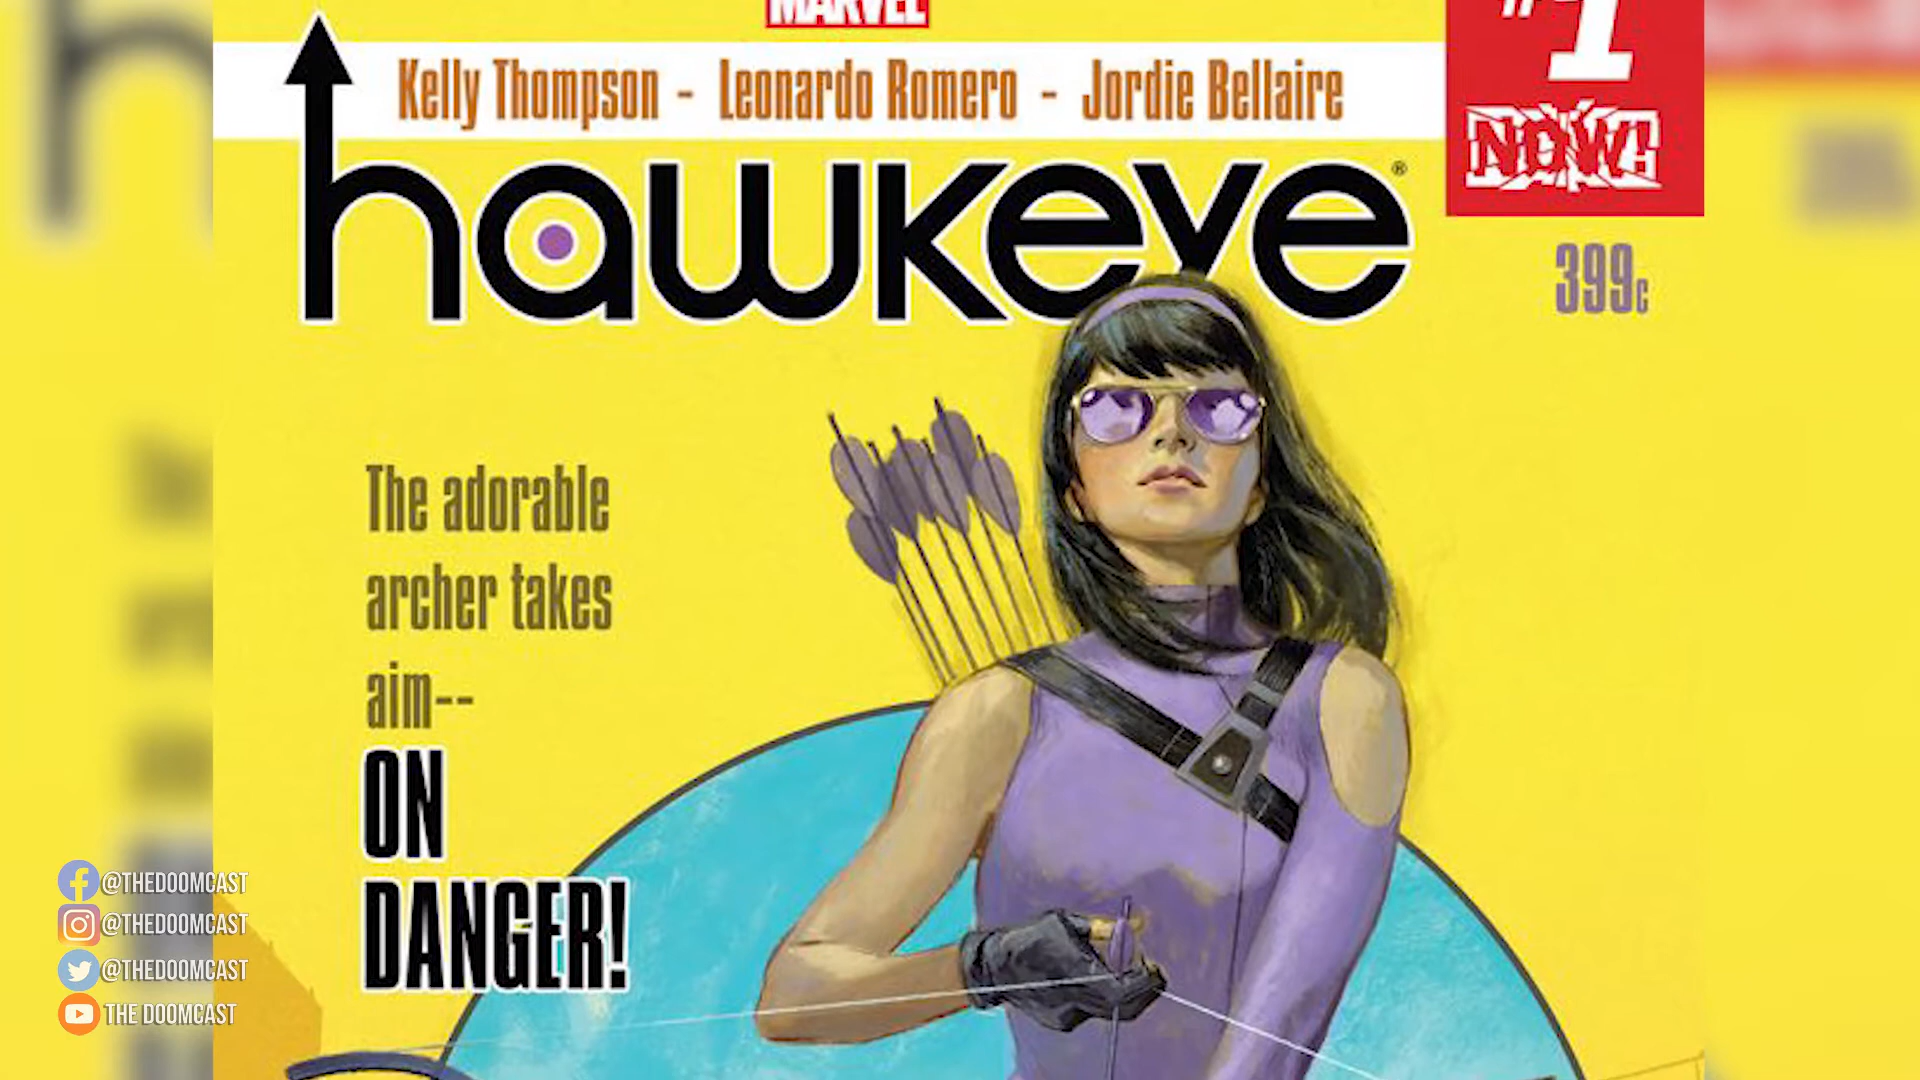 MARVEL
#1
Kelly Thompson - Leonardo Romero - Jordie Bellaire
NOW!
hawkeye®
399c
The adorable
archer takes
aim--
ON
DANGER!
@THEDOOMCAST
@THEDOOMCAST
@THEDOOMCAST
THE DOOMCAST